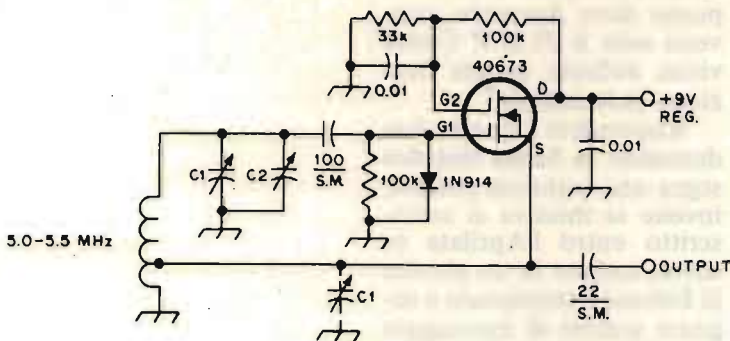 33k
100k
40673
0.01
G2
D
+9V
REG.
G1
S
0.01
C1
C2
100
S.M.
100k
1N914
5.0-5.5 MHz
C1
22
S.M.
OUTPUT